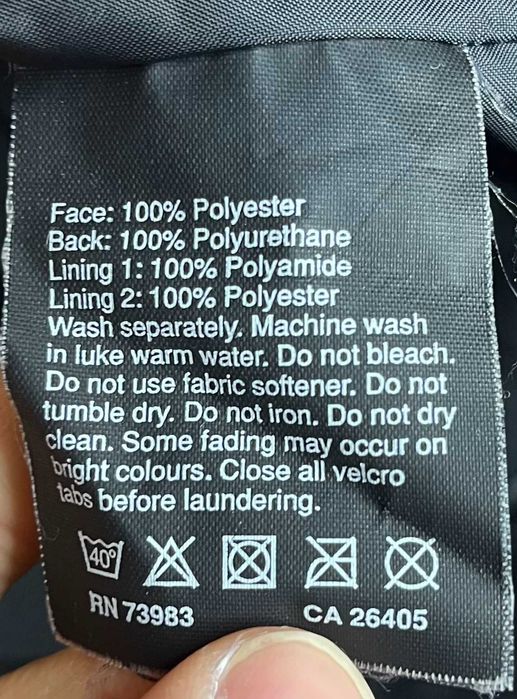 Face: 100% Polyester
Back: 100% Polyurethane
Lining 1: 100% Polyamide
Lining 2: 100% Polyester
Wash separately. Machine wash
in luke warm water. Do not bleach.
Do not use fabric softener. Do not
tumble dry. Do not iron. Do not dry
clean. Some fading may occur on
bright colours. Close all velcro
tabs before laundering.
40°
RN 73983 CA 26405